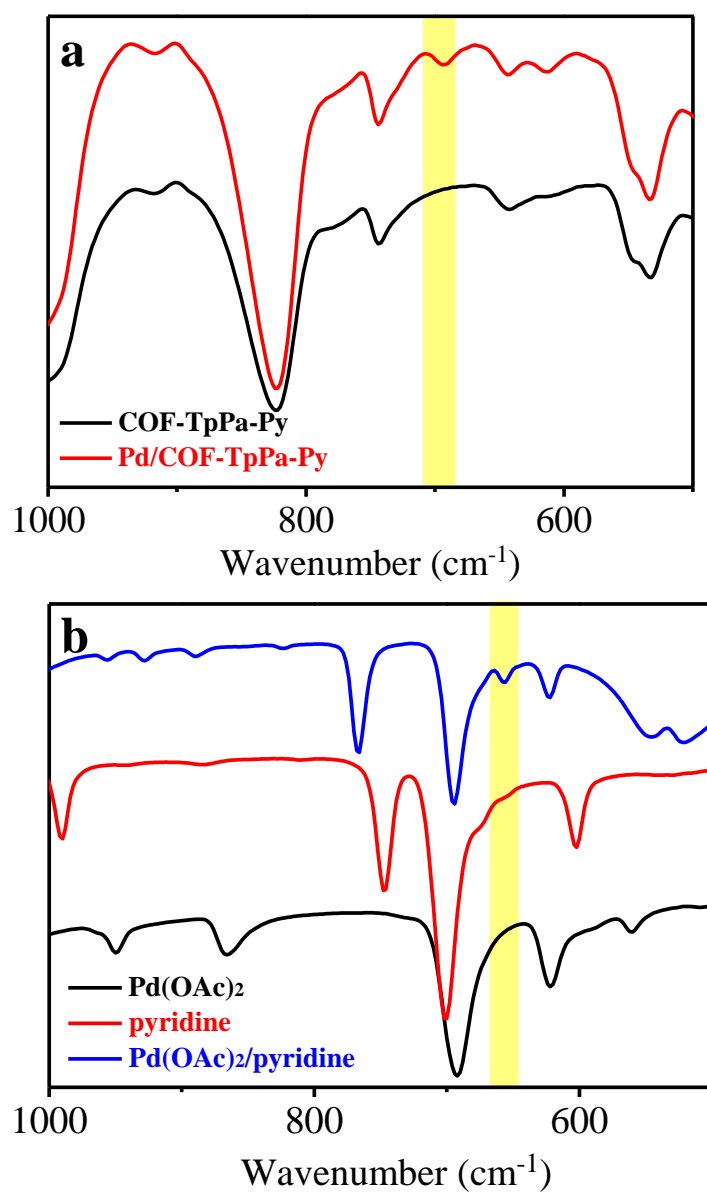 a
COF-TpPa-Py
Pd/COF-TpPa-Py
1000 800 600
Wavenumber (cm⁻¹)
b
Pd(OAc)₂
pyridine
Pd(OAc)₂/pyridine
1000 800 600
Wavenumber (cm⁻¹)